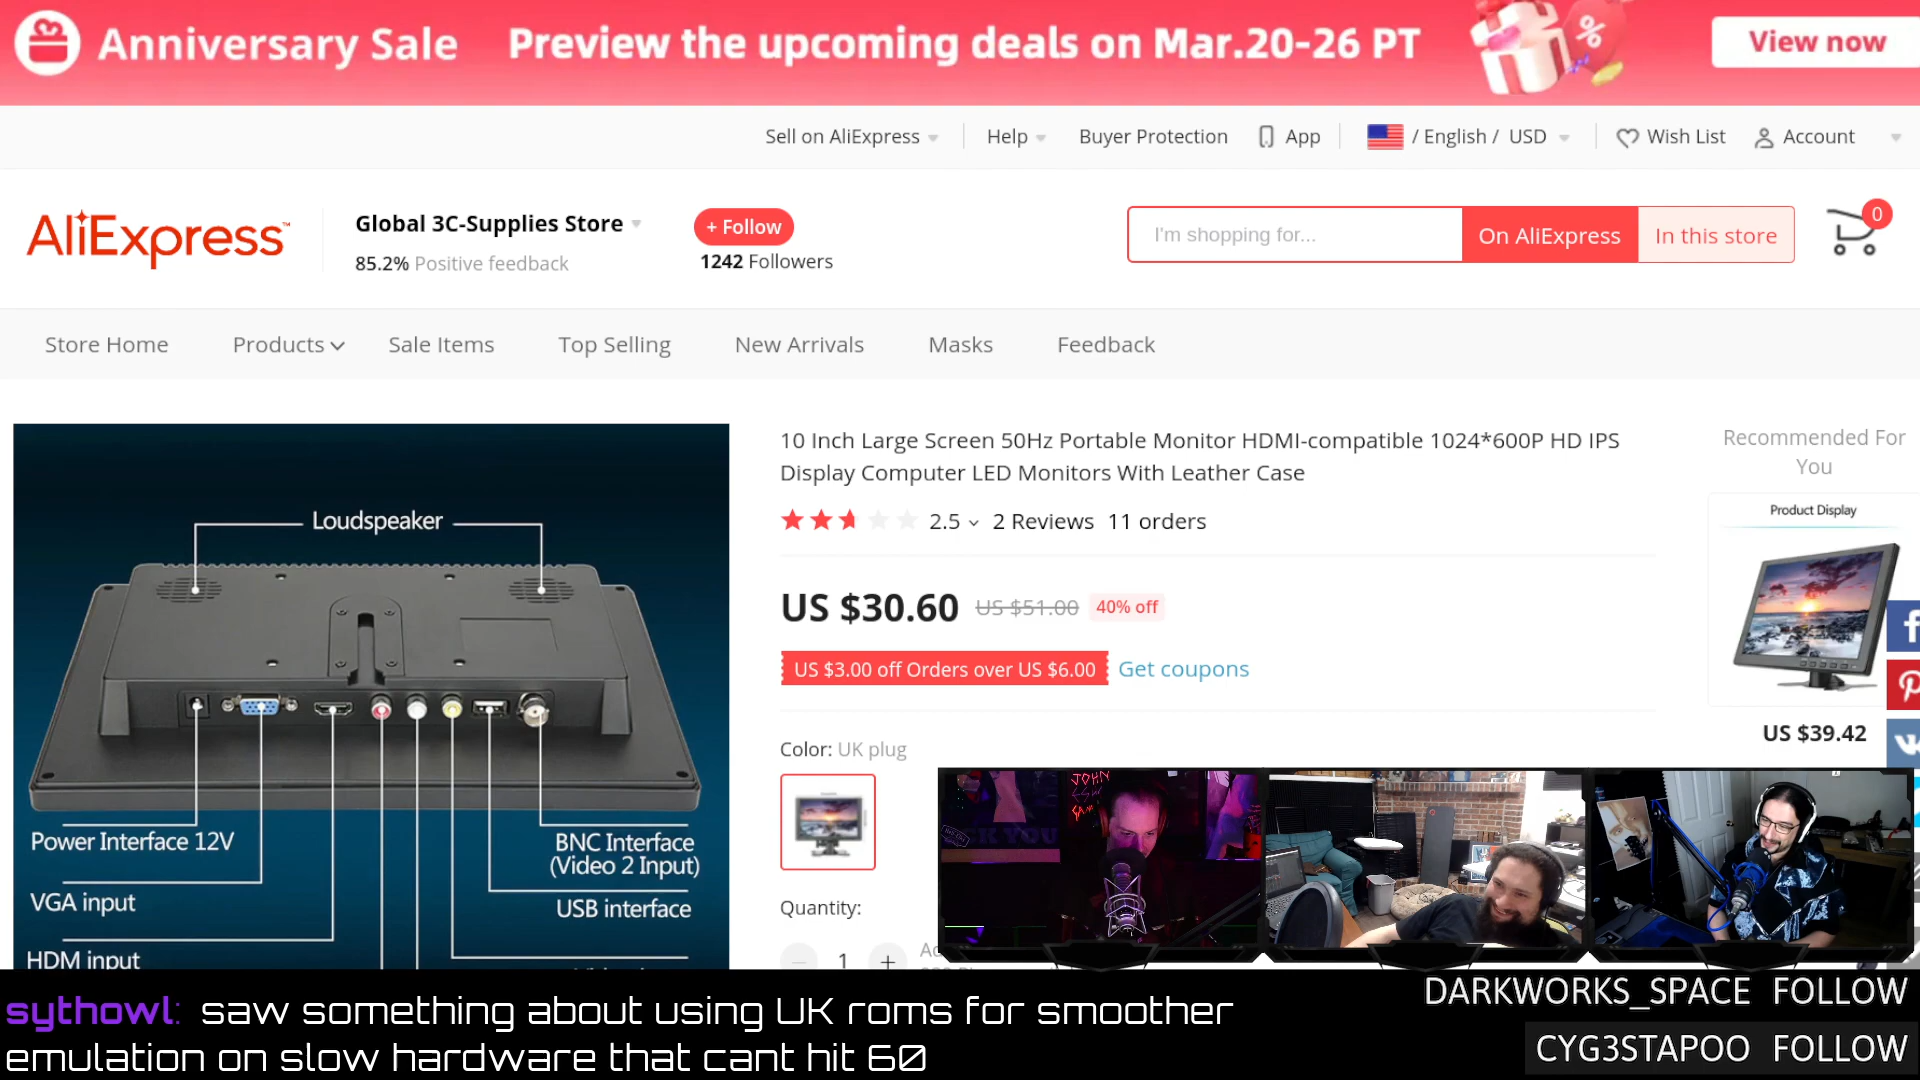 Anniversary Sale
Preview the upcoming deals on Mar.20-26 PT
%
View now
Sell on AliExpress
Help
Buyer Protection
App
/ English / USD
Wish List
Account
AliExpress™
Global 3C-Supplies Store
85.2% Positive feedback
+ Follow
1242 Followers
I'm shopping for...
On AliExpress
In this store
0
Store Home
Products
Sale Items
Top Selling
New Arrivals
Masks
Feedback
Loudspeaker
Power Interface 12V
VGA input
HDM input
BNC Interface
(Video 2 Input)
USB interface
10 Inch Large Screen 50Hz Portable Monitor HDMI-compatible 1024*600P HD IPS
Display Computer LED Monitors With Leather Case
2.5
2 Reviews
11 orders
US $30.60
US $51.00
40% off
US $3.00 off Orders over US $6.00
Get coupons
Color: UK plug
Quantity:
1
+
Recommended For
You
Product Display
US $39.42
JOHN
sythowl: saw something about using UK roms for smoother
emulation on slow hardware that cant hit 60
DARKWORKS_SPACE FOLLOW
CYG3STAPOO FOLLOW